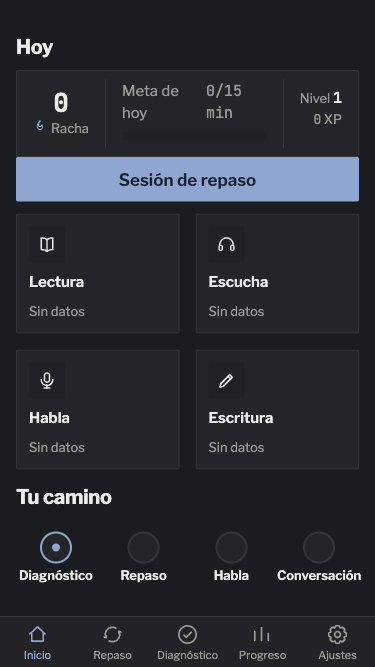 Hoy
0
Racha
Meta de
hoy
0/15
min
Nivel 1
0 XP
Sesión de repaso
Lectura
Sin datos
Escucha
Sin datos
Habla
Sin datos
Escritura
Sin datos
Tu camino
Diagnóstico
Repaso
Habla
Conversación
Inicio
Repaso
Diagnóstico
Progreso
Ajustes